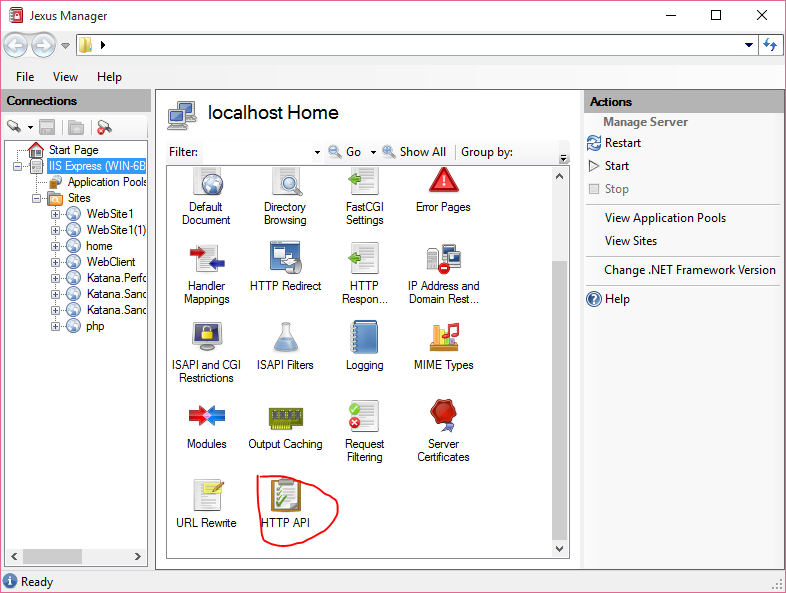 Jexus Manager
File View Help
Connections
Start Page
IIS Express (WIN-6B
Application Pools
Sites
WebSite1
WebSite1(1)
home
WebClient
Katana.Perfo
Katana.Sand
Katana.Sand
php
localhost Home
Filter: Go Show All Group by:
Default Document
Directory Browsing
FastCGI Settings
Error Pages
Handler Mappings
HTTP Redirect
HTTP Respon...
IP Address and Domain Rest...
ISAPI and CGI Restrictions
ISAPI Filters
Logging
MIME Types
Modules
Output Caching
Request Filtering
Server Certificates
URL Rewrite
HTTP API
Actions
Manage Server
Restart
Start
Stop
View Application Pools
View Sites
Change .NET Framework Version
Help
Ready